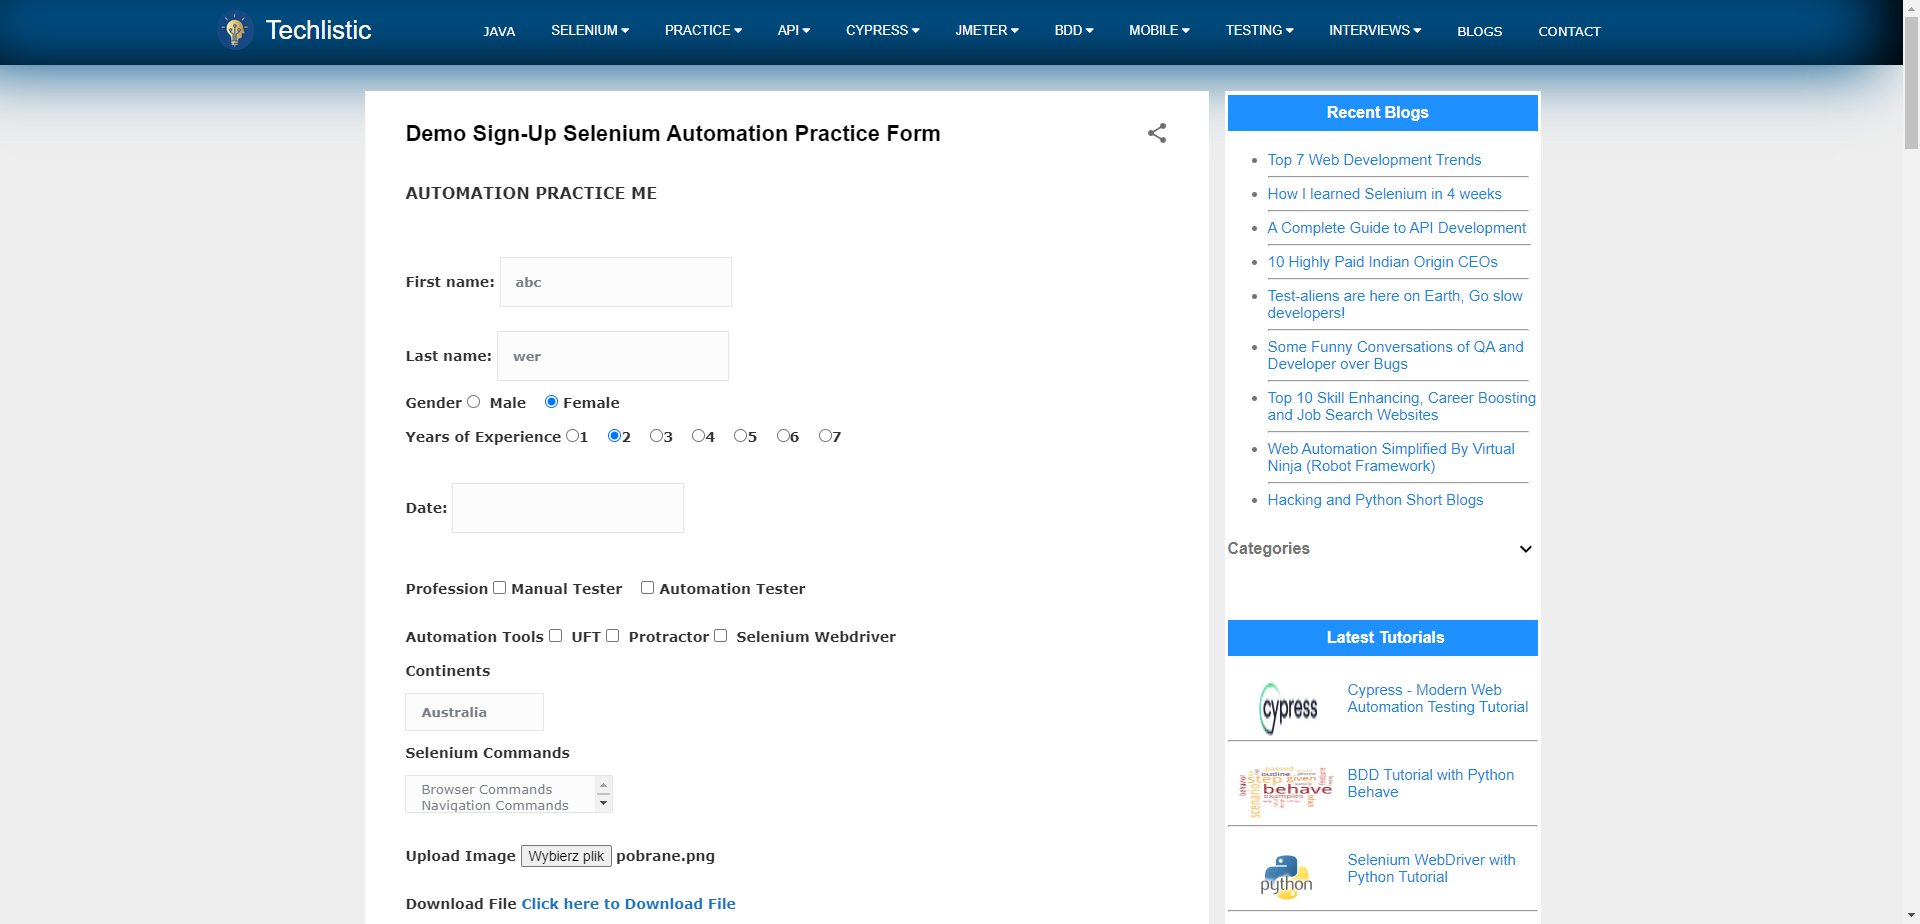 Techlistic
JAVA SELENIUM PRACTICE API CYPRESS JMETER BDD MOBILE TESTING INTERVIEWS BLOGS CONTACT
Demo Sign-Up Selenium Automation Practice Form
AUTOMATION PRACTICE ME
First name: abc
Last name: wer
Gender Male Female
Years of Experience 1 2 3 4 5 6 7
Date:
Profession Manual Tester Automation Tester
Automation Tools UFT Protractor Selenium Webdriver
Continents
Australia
Selenium Commands
Browser Commands
Navigation Commands
Upload Image Wybierz plik pobrane.png
Download File Click here to Download File
Recent Blogs
Top 7 Web Development Trends
How I learned Selenium in 4 weeks
A Complete Guide to API Development
10 Highly Paid Indian Origin CEOs
Test-aliens are here on Earth, Go slow
developers!
Some Funny Conversations of QA and
Developer over Bugs
Top 10 Skill Enhancing, Career Boosting
and Job Search Websites
Web Automation Simplified By Virtual
Ninja (Robot Framework)
Hacking and Python Short Blogs
Categories
Latest Tutorials
cypress
Cypress - Modern Web
Automation Testing Tutorial
passed
outline
step given
behave
examples
scenario
BDD Tutorial with Python
Behave
python
Selenium WebDriver with
Python Tutorial